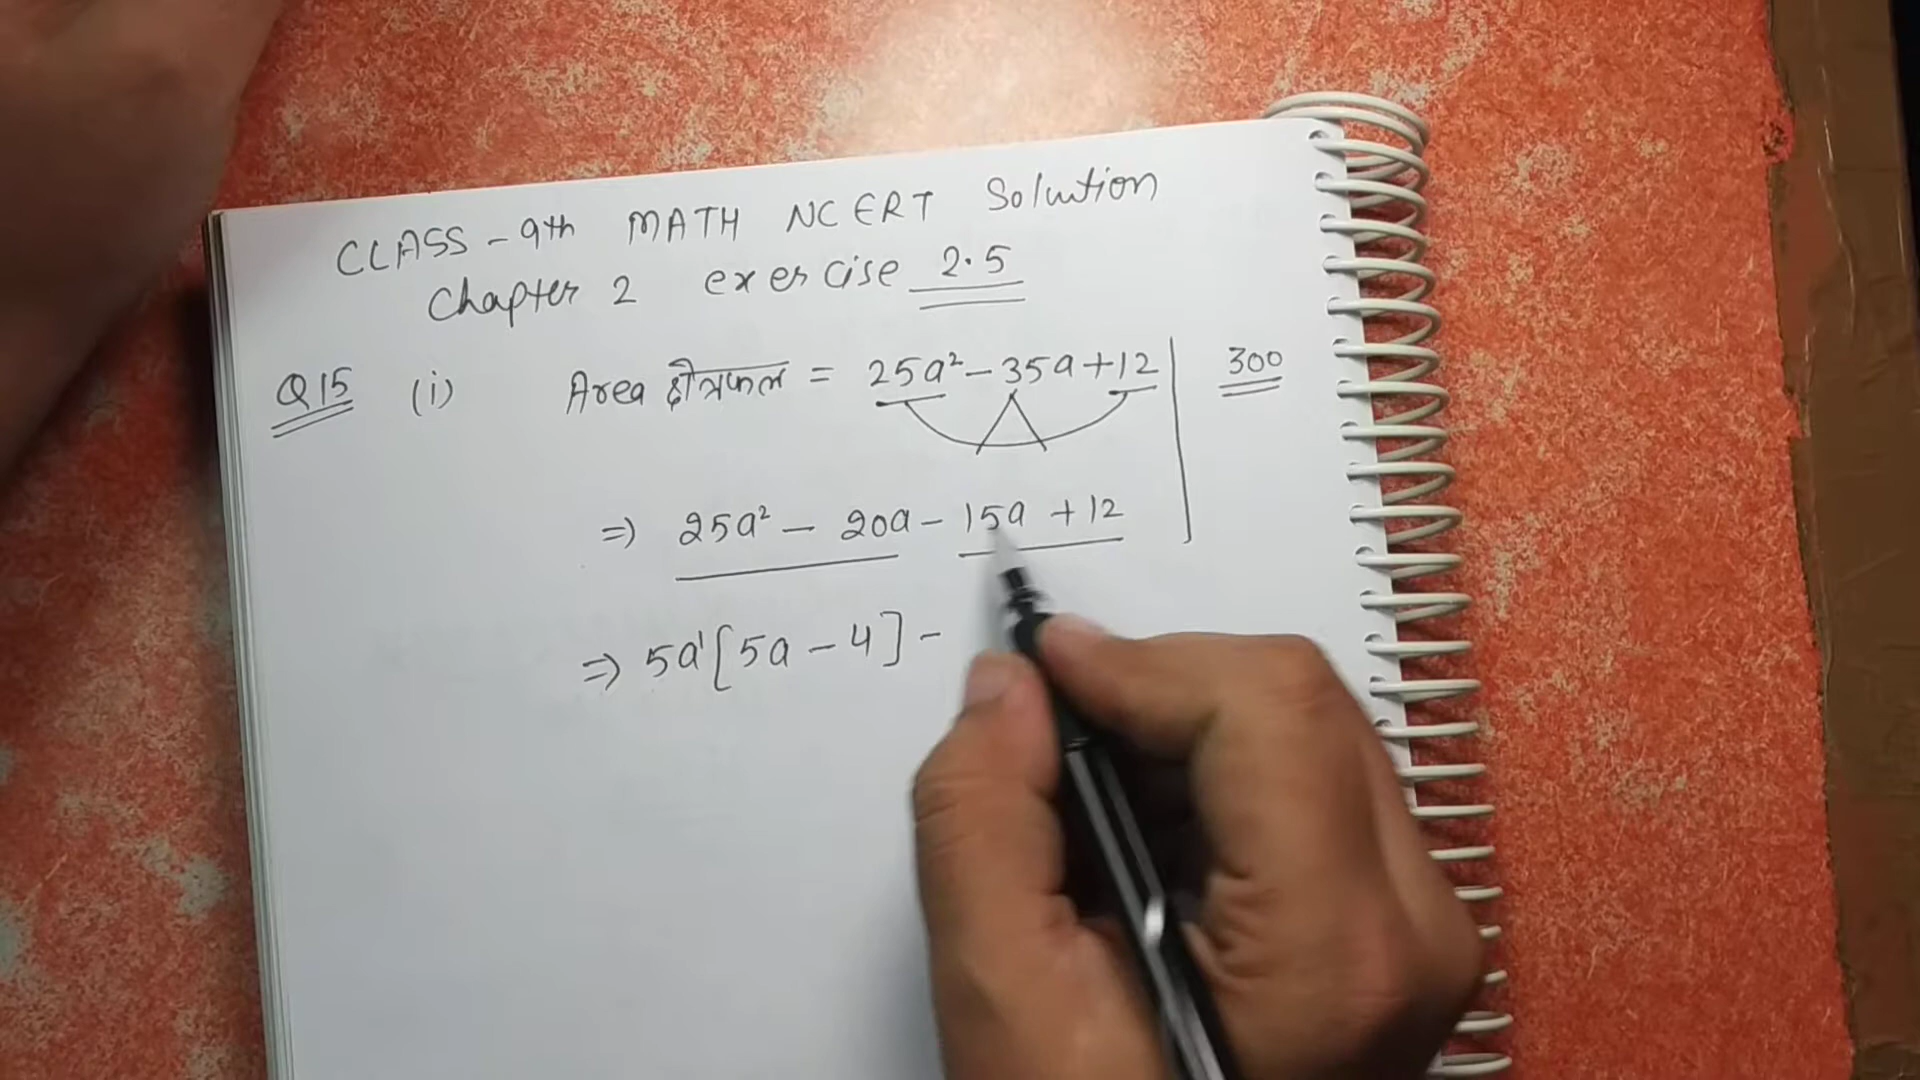 CLASS - 9th MATH NCERT Solution
Chapter 2 exercise 2.5
Q15 (i) Area क्षेत्रफल = 25a² - 35a + 12 | 300
=> 25a² - 20a - 15a + 12
=> 5a¹[5a - 4] -